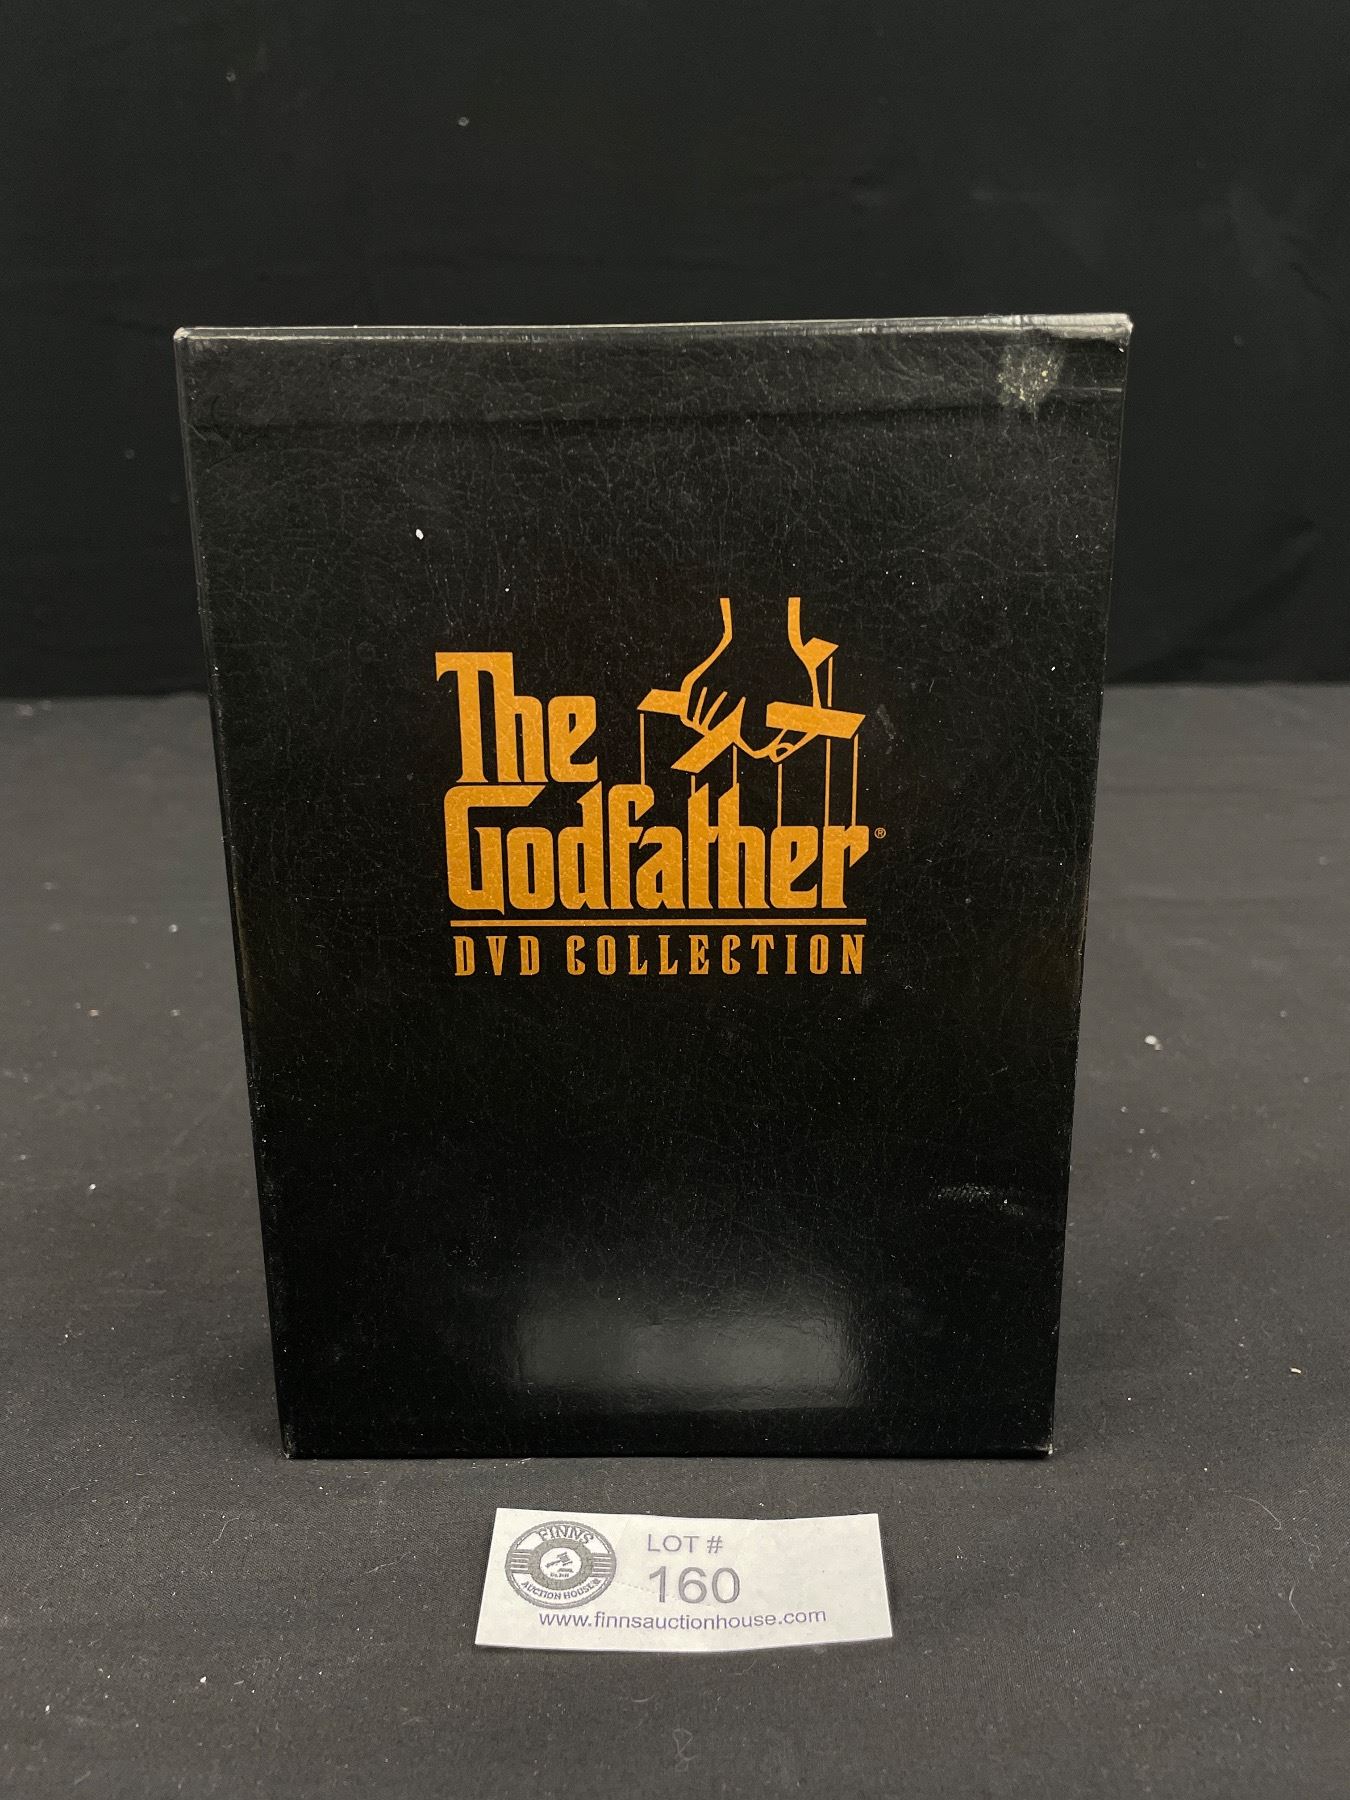 The
Godfather®
DVD COLLECTION
FINNS
AUCTION HOUSE
LOT #
160
www.finnsauctionhouse.com